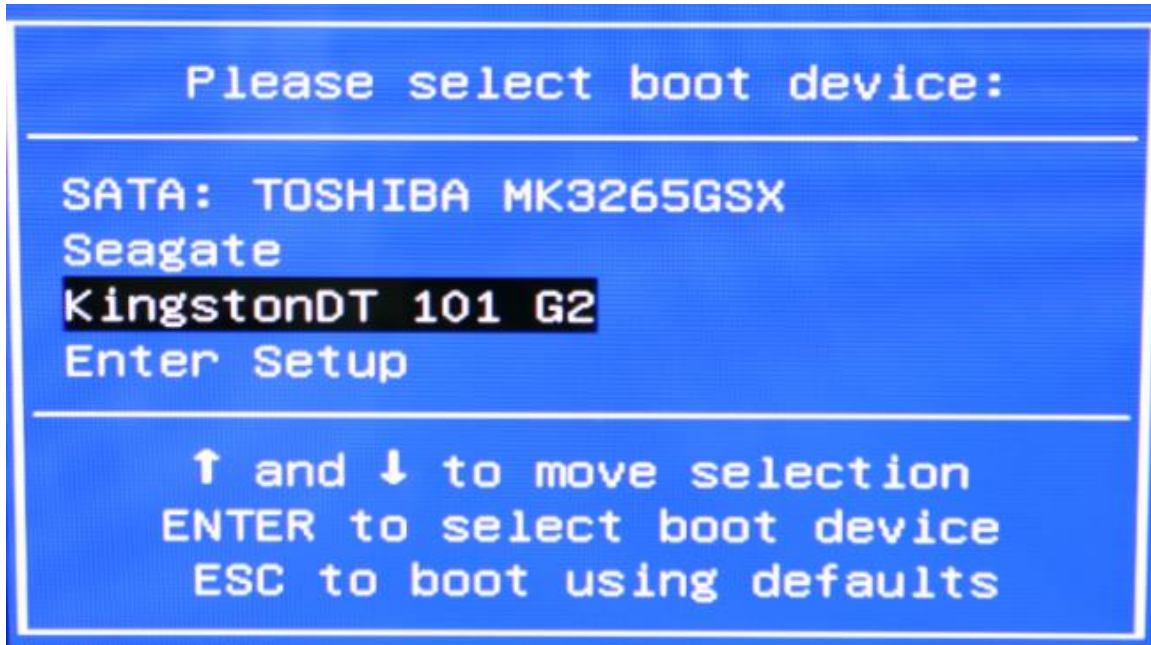 Please select boot device:
SATA: TOSHIBA MK3265GSX
Seagate
KingstonDT 101 G2
Enter Setup
↑ and ↓ to move selection
ENTER to select boot device
ESC to boot using defaults